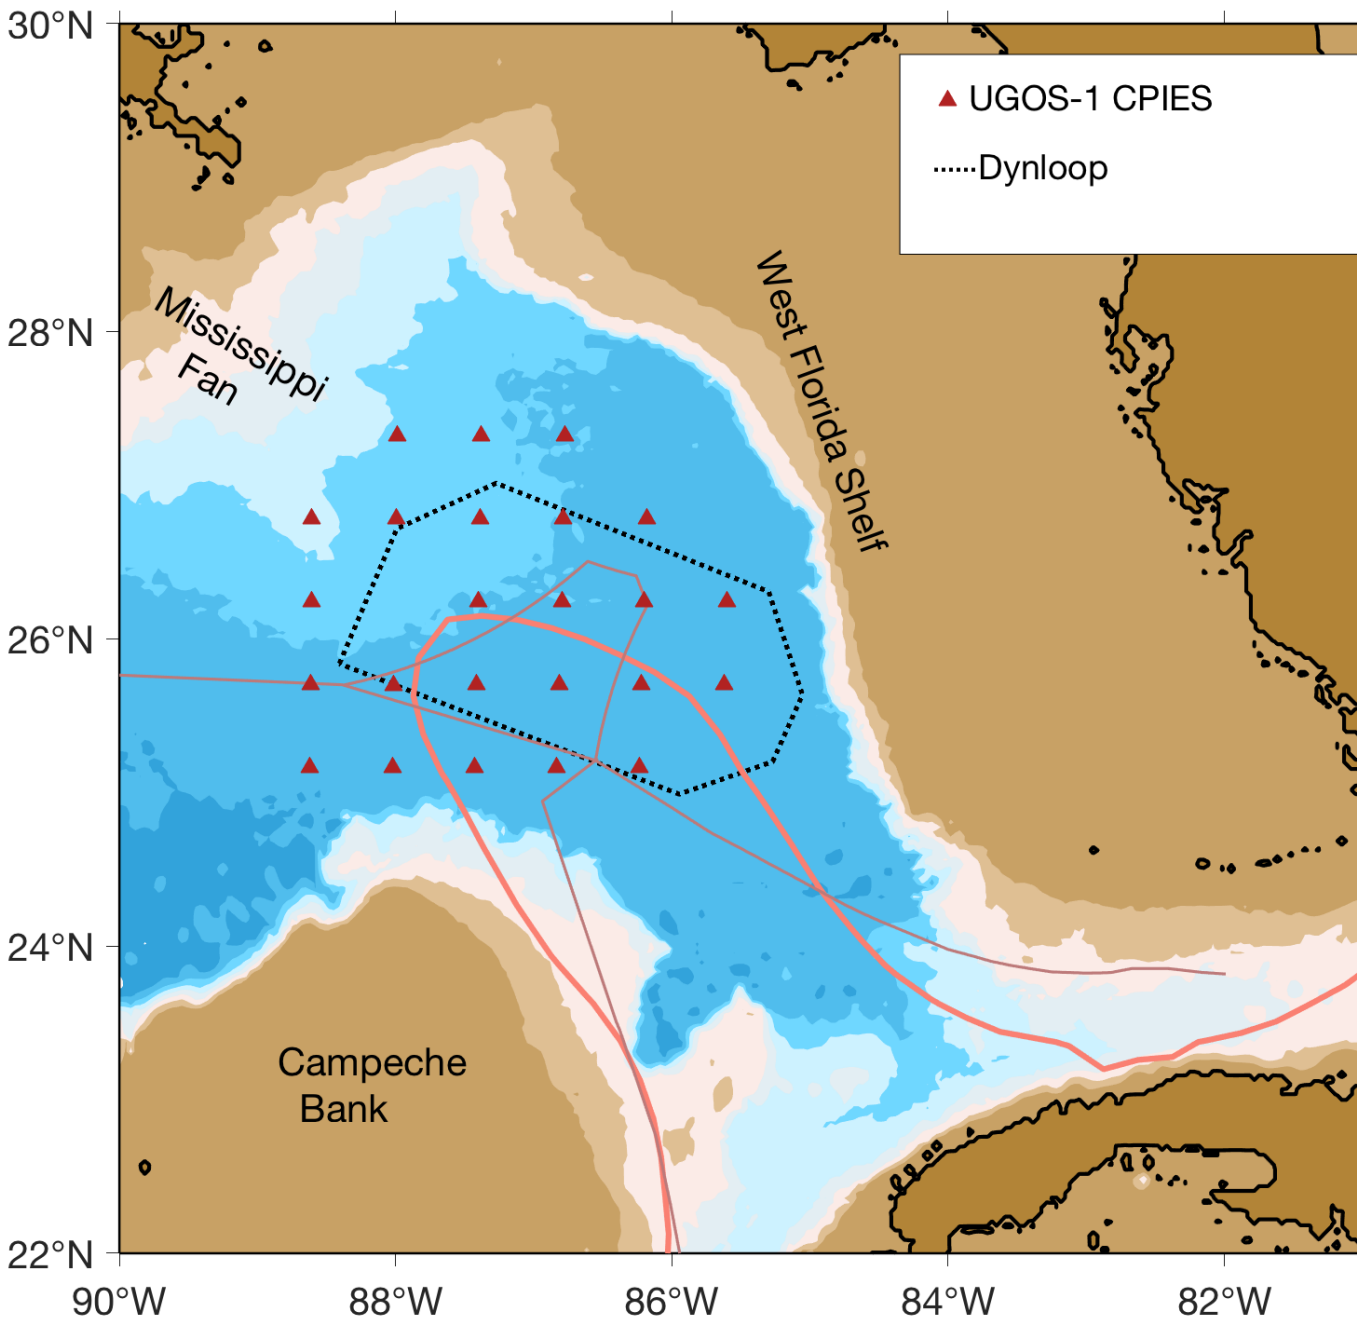 30°N
UGOS-1 CPIES
Dynloop
West Florida Shelf
Mississippi
Fan
28°N
26°N
24°N
Campeche
Bank
22°N
90°W 88°W 86°W 84°W 82°W